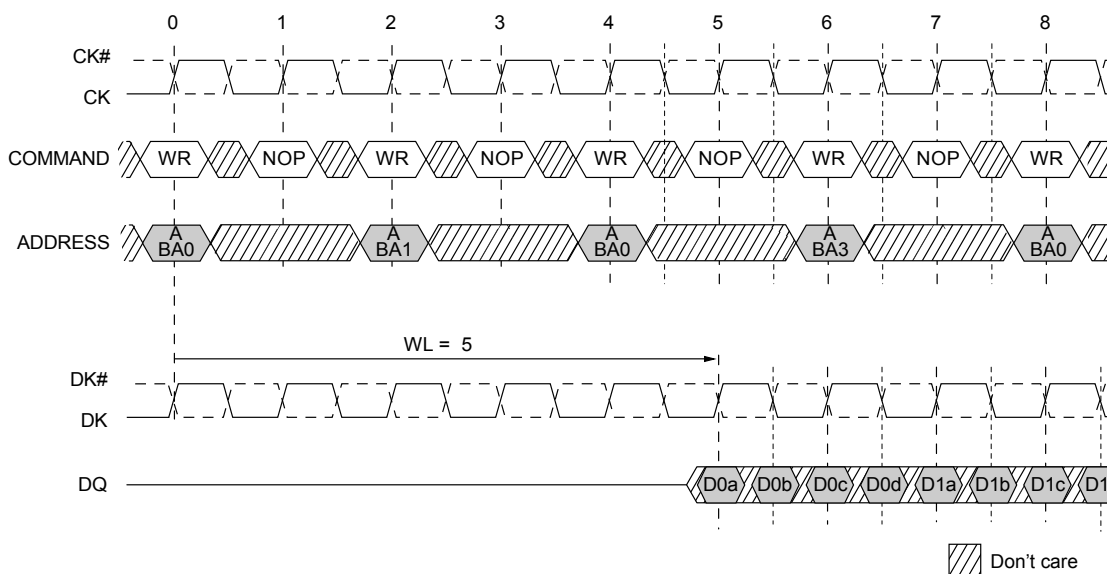 0 1 2 3 4 5 6 7 8
CK#
CK
COMMAND WR NOP WR NOP WR NOP WR NOP WR
ADDRESS A BA0 A BA1 A BA0 A BA3 A BA0
WL = 5
DK#
DK
DQ D0a D0b D0c D0d D1a D1b D1c D1
Don't care